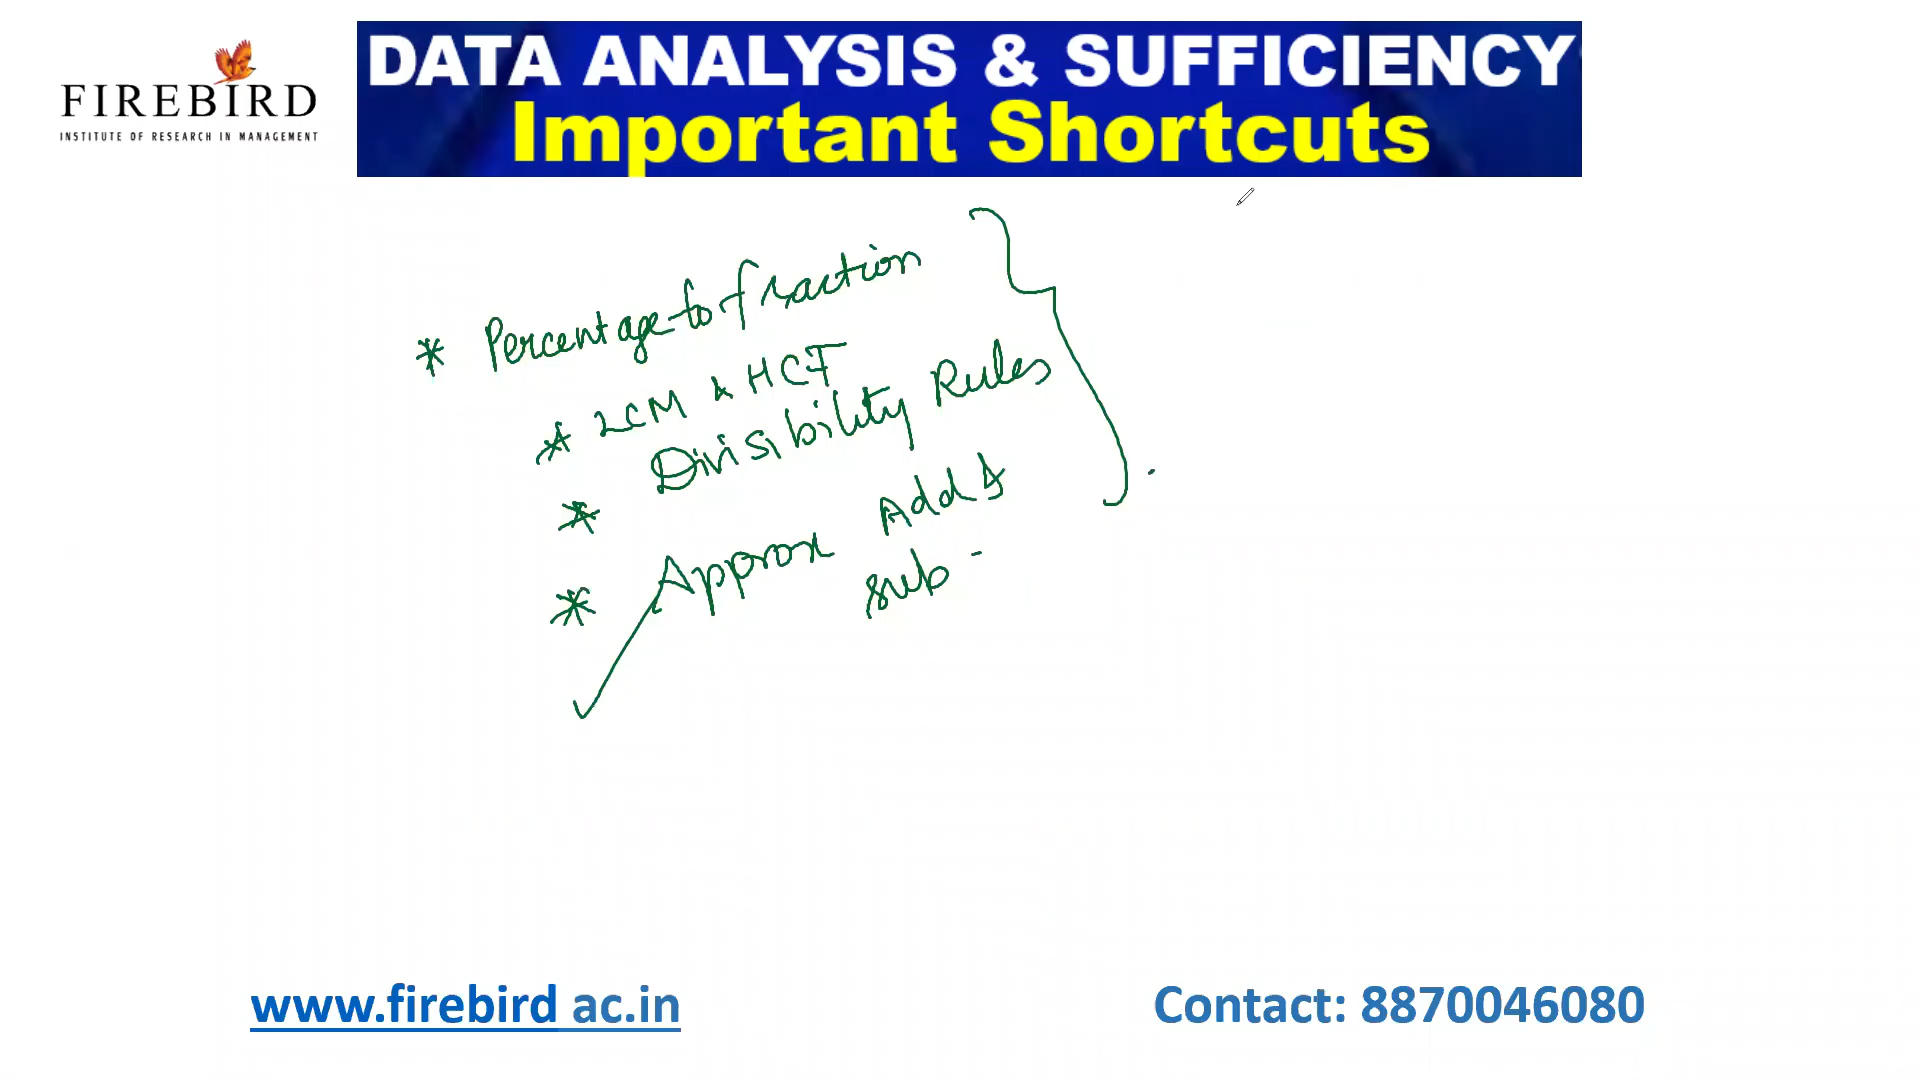 FIREBIRD
INSTITUTE OF RESEARCH IN MANAGEMENT
DATA ANALYSIS & SUFFICIENCY
Important Shortcuts
* Percentage to fraction
* LCM & HCF
* Divisibility Rules
* Approx Add &
sub -
www.firebird ac.in
Contact: 8870046080